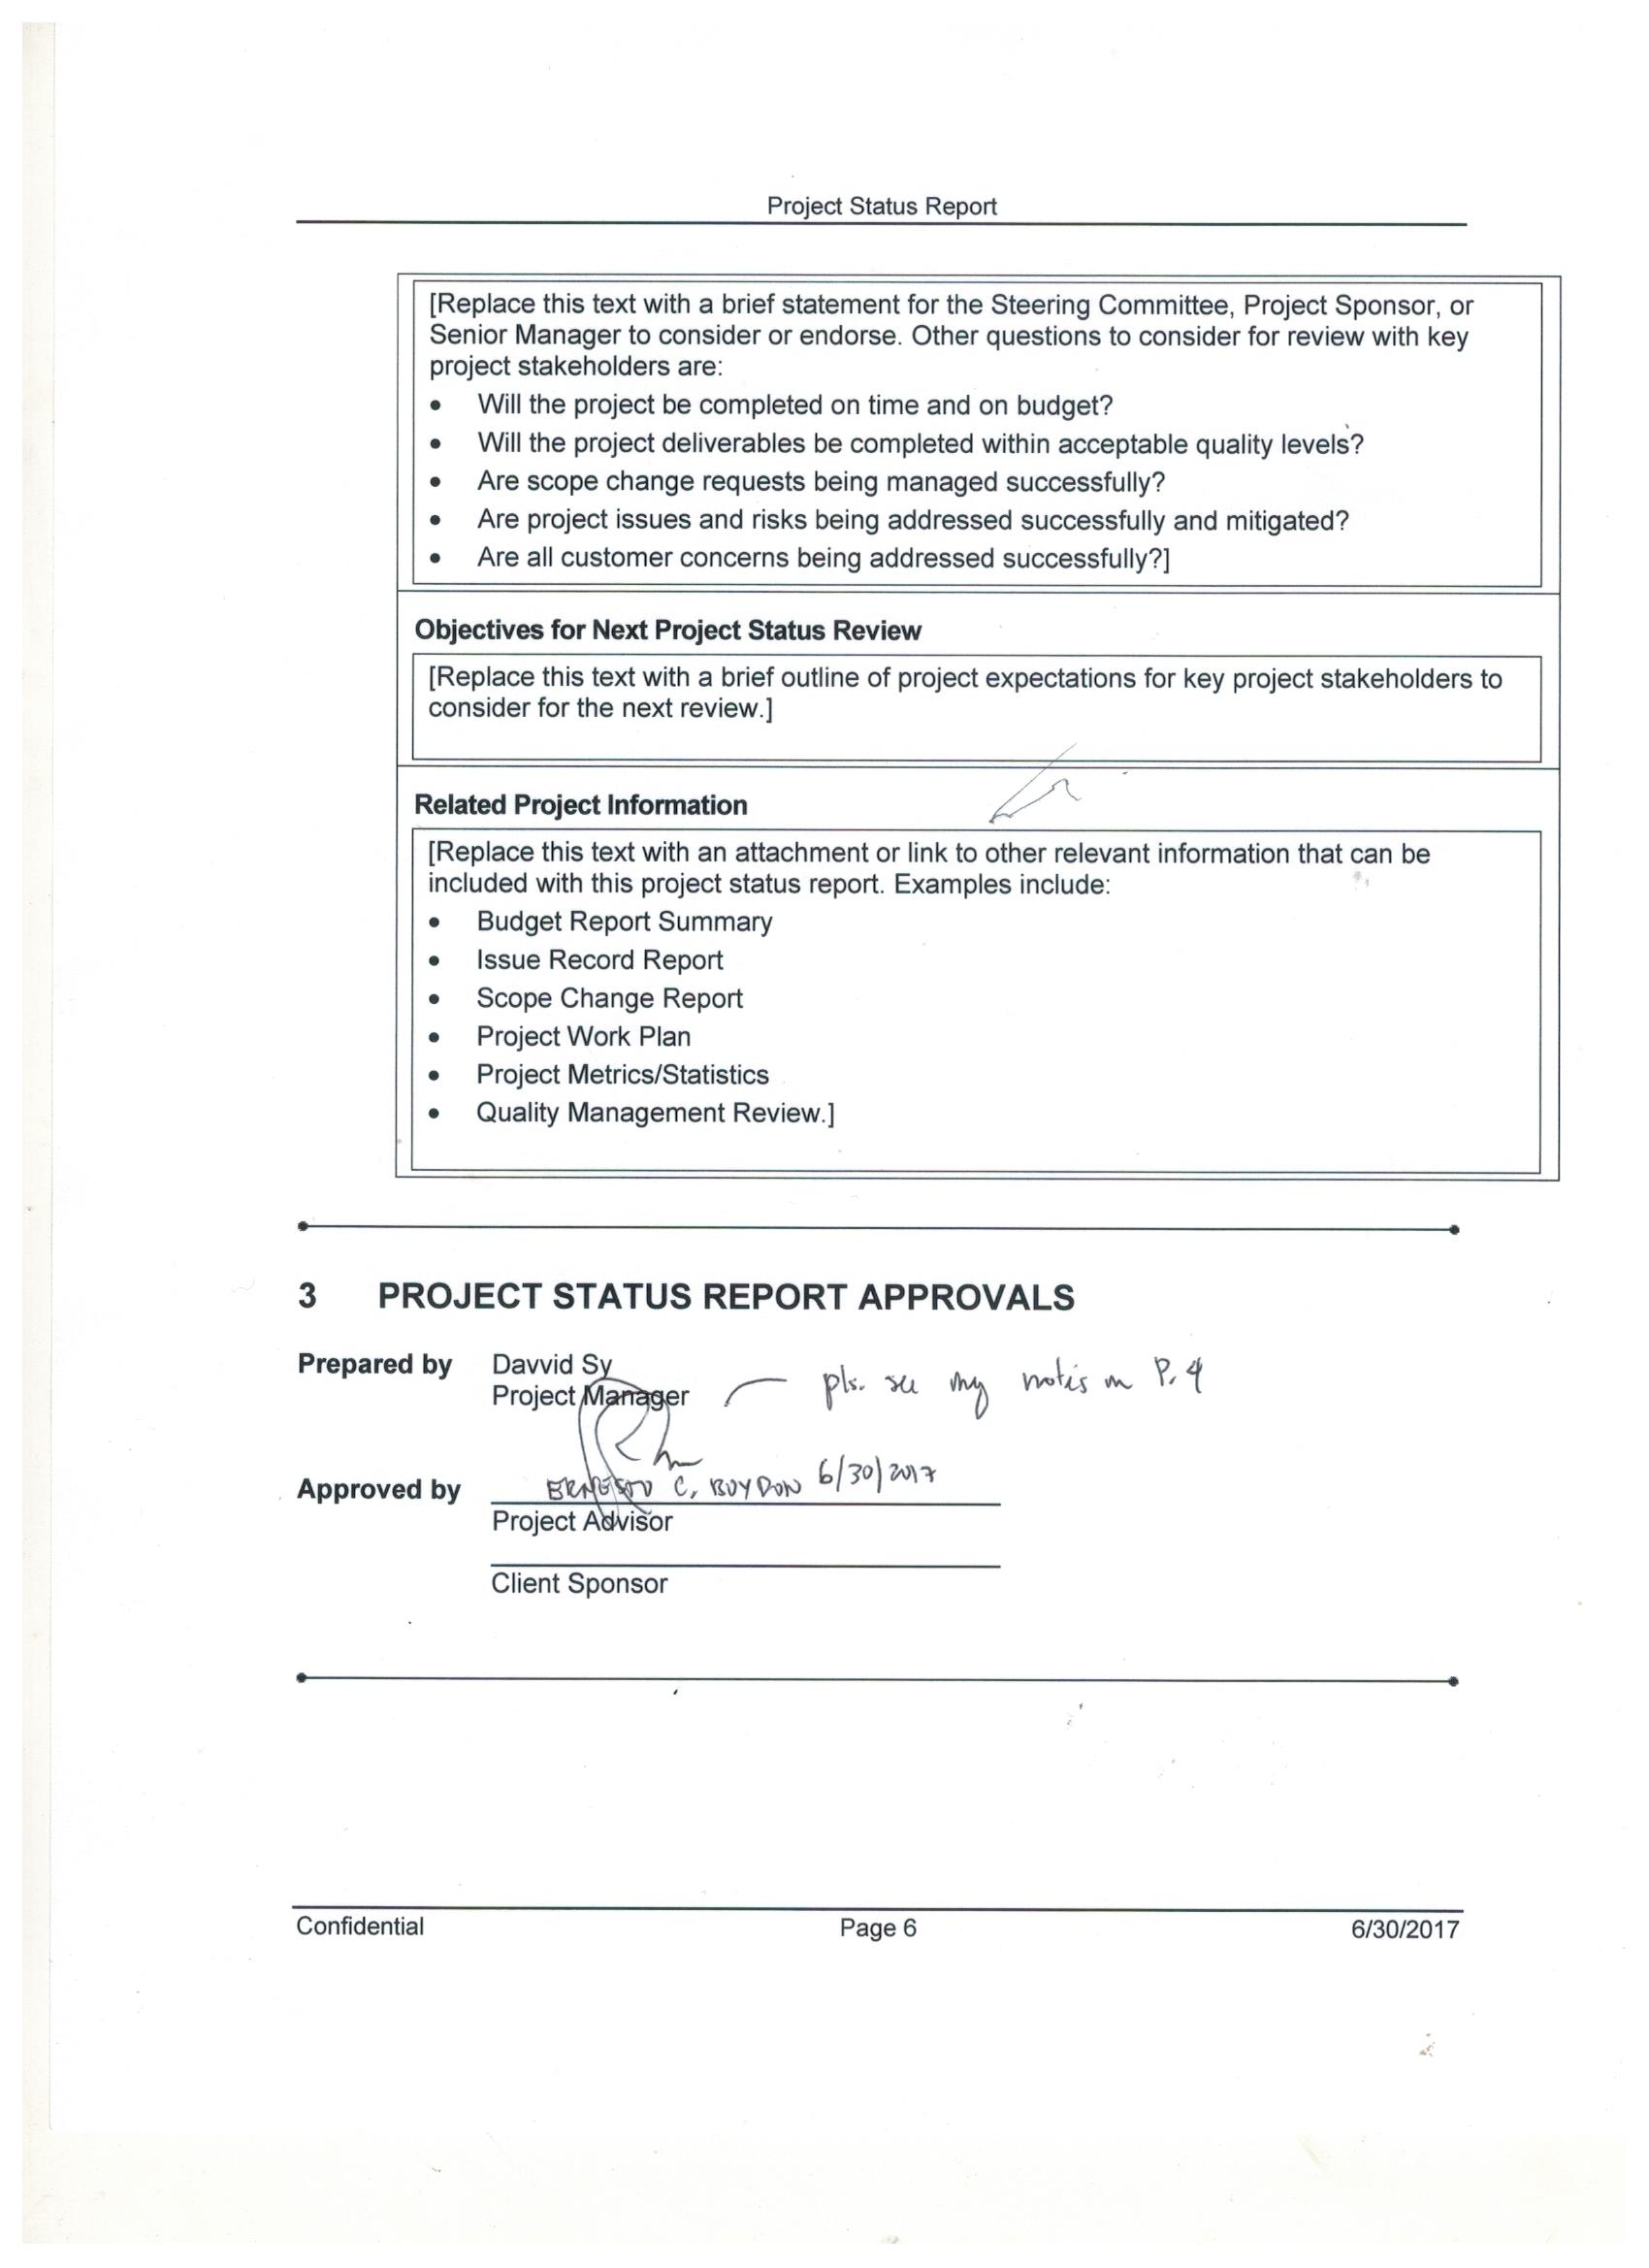 Project Status Report
[Replace this text with a brief statement for the Steering Committee, Project Sponsor, or
Senior Manager to consider or endorse. Other questions to consider for review with key
project stakeholders are:
• Will the project be completed on time and on budget?
• Will the project deliverables be completed within acceptable quality levels?
• Are scope change requests being managed successfully?
• Are project issues and risks being addressed successfully and mitigated?
• Are all customer concerns being addressed successfully?]
Objectives for Next Project Status Review
[Replace this text with a brief outline of project expectations for key project stakeholders to
consider for the next review.]
Related Project Information
[Replace this text with an attachment or link to other relevant information that can be
included with this project status report. Examples include:
• Budget Report Summary
• Issue Record Report
• Scope Change Report
• Project Work Plan
• Project Metrics/Statistics
• Quality Management Review.]
3 PROJECT STATUS REPORT APPROVALS
Prepared by Davvid Sy
Project Manager
pls. see my notes on P. 4
Approved by ERNESTO C. BUYDON 6/30/2017
Project Advisor
Client Sponsor
Confidential Page 6 6/30/2017